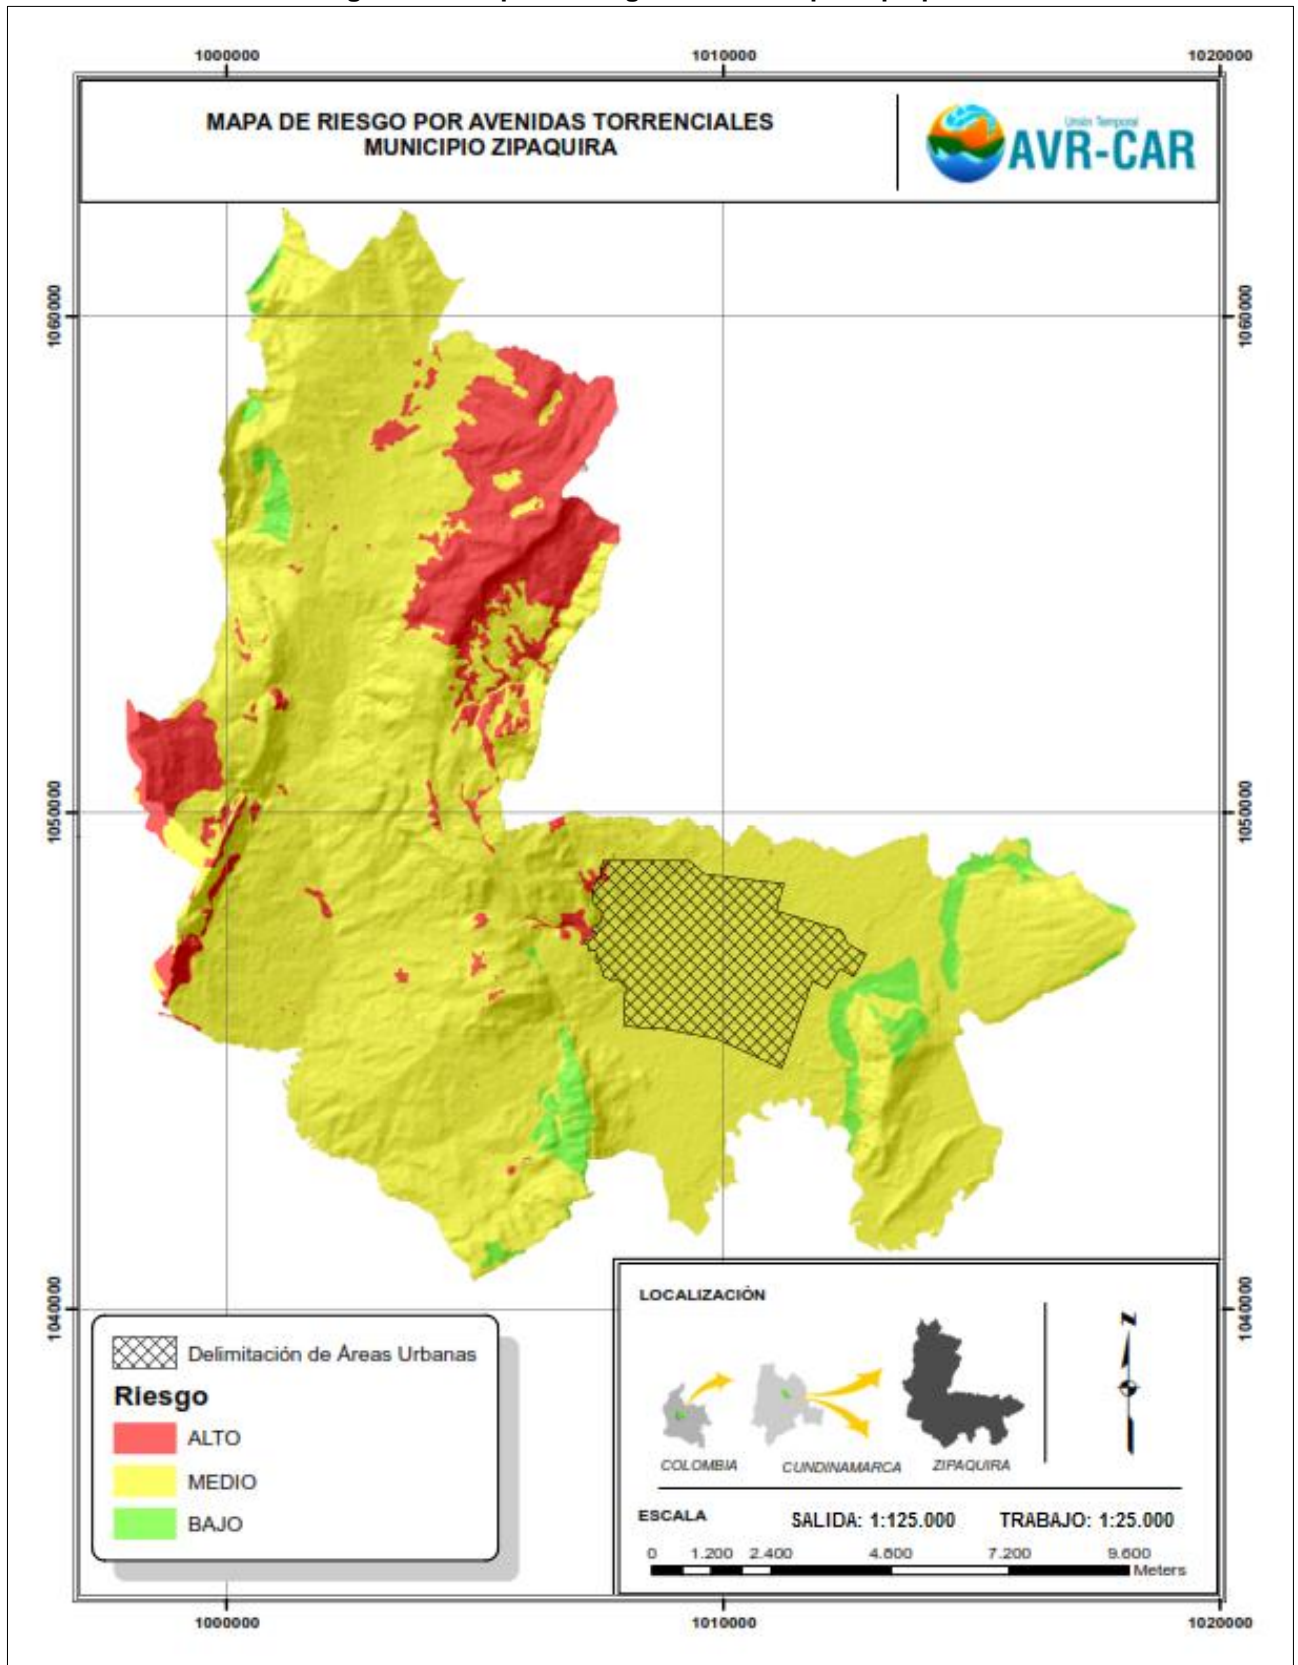 1000000 1010000 1020000
MAPA DE RIESGO POR AVENIDAS TORRENCIALES
MUNICIPIO ZIPAQUIRA
Unión Temporal
AVR-CAR
1060000 1060000
1050000 1050000
1040000 1040000
Delimitación de Áreas Urbanas
Riesgo
ALTO
MEDIO
BAJO
LOCALIZACIÓN
N
COLOMBIA CUNDINAMARCA ZIPAQUIRA
ESCALA SALIDA: 1:125.000 TRABAJO: 1:25.000
0 1.200 2.400 4.800 7.200 9.600
Meters
1000000 1010000 1020000